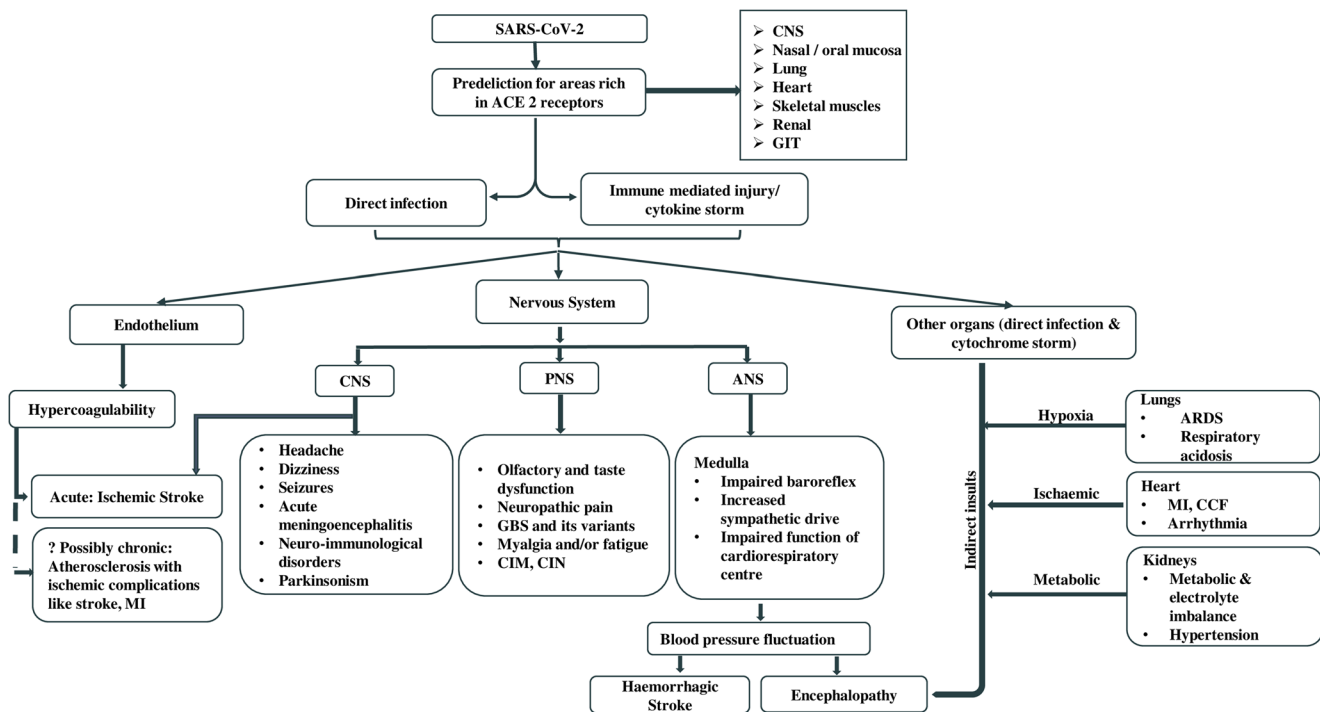 SARS-CoV-2
Predeliction for areas rich
in ACE 2 receptors
➢ CNS
➢ Nasal / oral mucosa
➢ Lung
➢ Heart
➢ Skeletal muscles
➢ Renal
➢ GIT
Direct infection
Immune mediated injury/
cytokine storm
Endothelium
Nervous System
Other organs (direct infection &
cytochrome storm)
CNS
PNS
ANS
Hypercoagulability
Acute: Ischemic Stroke
? Possibly chronic:
Atherosclerosis with
ischemic complications
like stroke, MI
• Headache
• Dizziness
• Seizures
• Acute
meningoencephalitis
• Neuro-immunological
disorders
• Parkinsonism
• Olfactory and taste
dysfunction
• Neuropathic pain
• GBS and its variants
• Myalgia and/or fatigue
• CIM, CIN
Medulla
• Impaired baroreflex
• Increased
sympathetic drive
• Impaired function of
cardiorespiratory
centre
Blood pressure fluctuation
Haemorrhagic
Stroke
Encephalopathy
Indirect insults
Hypoxia
Lungs
• ARDS
• Respiratory
acidosis
Ischaemic
Heart
• MI, CCF
• Arrhythmia
Metabolic
Kidneys
• Metabolic &
electrolyte
imbalance
• Hypertension